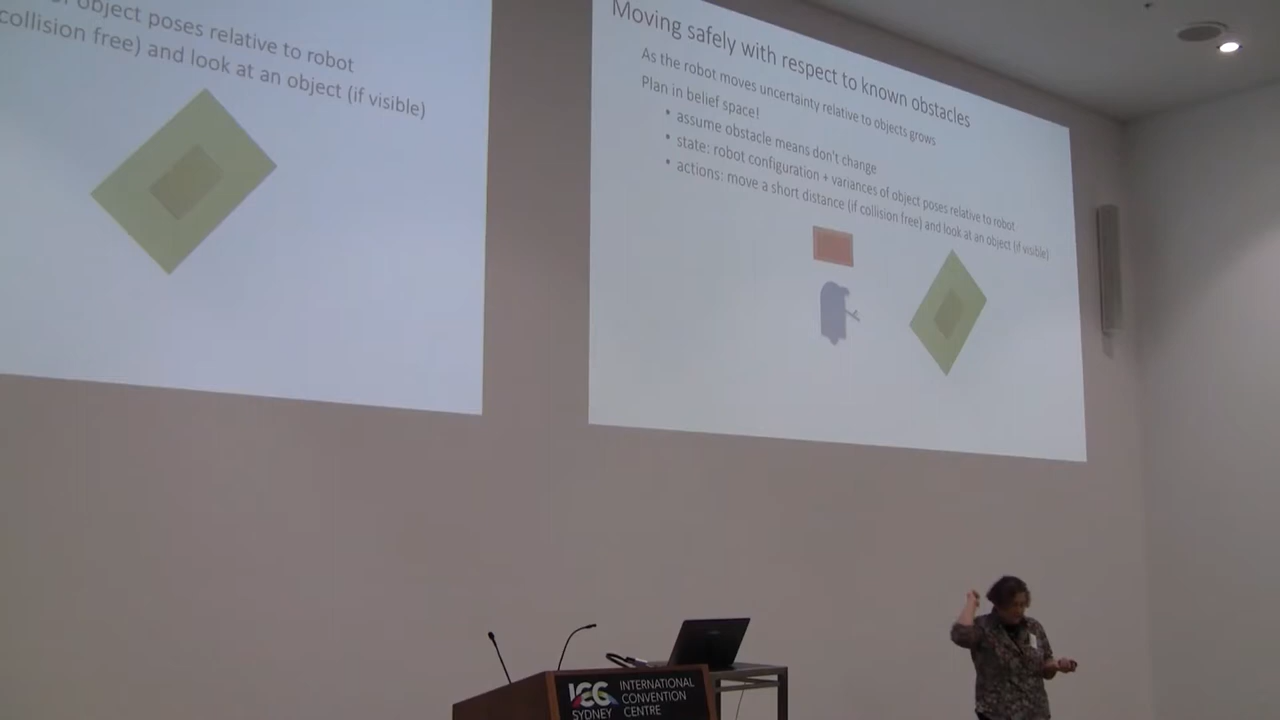 object poses relative to robot
collision free) and look at an object (if visible)
Moving safely with respect to known obstacles
As the robot moves uncertainty relative to objects grows
Plan in belief space!
• assume obstacle means don't change
• state: robot configuration + variances of object poses relative to robot
• actions: move a short distance (if collision free) and look at an object (if visible)
ICC
SYDNEY
INTERNATIONAL
CONVENTION
CENTRE